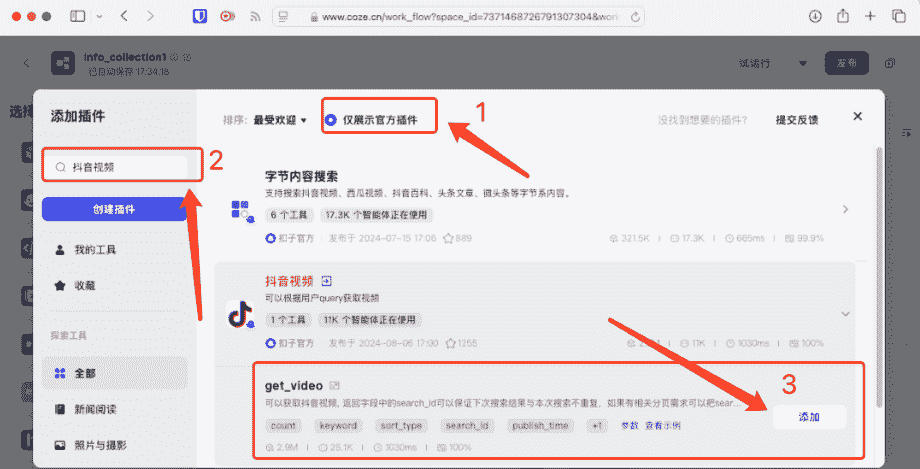 www.coze.cn/work_flow?space_id=7371468726791307304&work
info_collection1
已自动保存 17:34:18
试运行
发布
选择
添加插件
排序: 最受欢迎
仅展示官方插件
1
没找到想要的插件?
提交反馈
抖音视频
2
创建插件
我的工具
收藏
探索工具
全部
新闻阅读
照片与摄影
字节内容搜索
支持搜索抖音视频、西瓜视频、抖音百科、头条文章、微头条等字节系内容。
6 个工具 17.3K 个智能体正在使用
扣子官方 发布于 2024-07-15 17:06 889
321.5K 17.3K 665ms 99.9%
抖音视频
可以根据用户query获取视频
1 个工具 11K 个智能体正在使用
扣子官方 发布于 2024-08-06 17:00 1255
11K 1030ms 100%
get_video
可以获取抖音视频, 返回字段中的search_id可以保证下次搜索结果与本次搜索不重复，如果有相关分页需求可以把sear...
3
添加
count keyword sort_type search_id publish_time +1 参数 查看示例
2.9M 25.1K 1030ms 100%